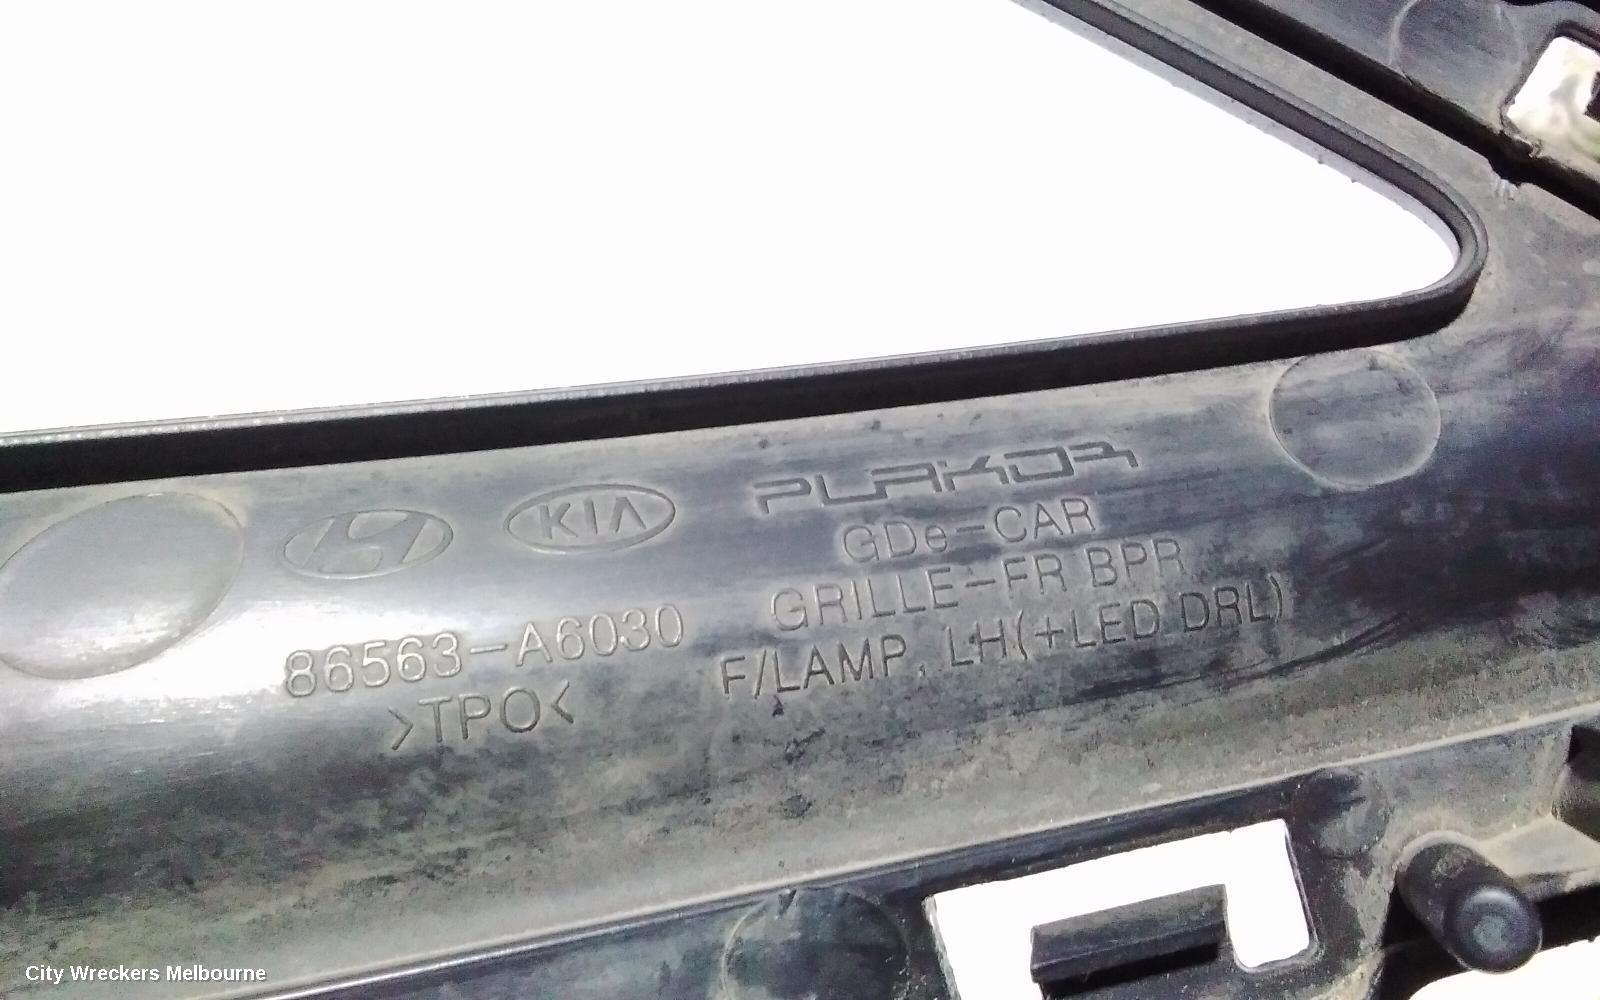 KIA
PLAKOR
GDe-CAR
GRILLE-FR BPR
F/LAMP, LH(+LED DRL)
86563-A6030
>TPO<
City Wreckers Melbourne